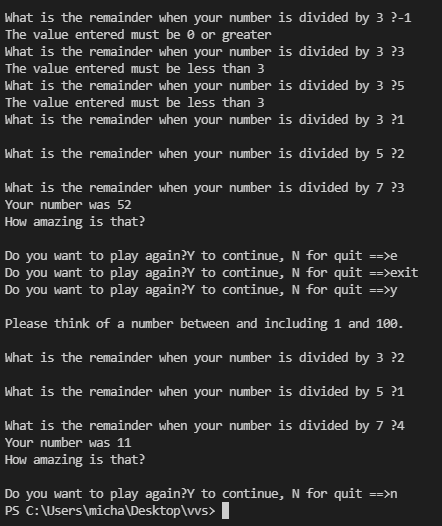 What is the remainder when your number is divided by 3 ?-1
The value entered must be 0 or greater
What is the remainder when your number is divided by 3 ?3
The value entered must be less than 3
What is the remainder when your number is divided by 3 ?5
The value entered must be less than 3
What is the remainder when your number is divided by 3 ?1
What is the remainder when your number is divided by 5 ?2
What is the remainder when your number is divided by 7 ?3
Your number was 52
How amazing is that?
Do you want to play again?Y to continue, N for quit ==>e
Do you want to play again?Y to continue, N for quit ==>exit
Do you want to play again?Y to continue, N for quit ==>y
Please think of a number between and including 1 and 100.
What is the remainder when your number is divided by 3 ?2
What is the remainder when your number is divided by 5 ?1
What is the remainder when your number is divided by 7 ?4
Your number was 11
How amazing is that?
Do you want to play again?Y to continue, N for quit ==>n
PS C:\Users\micha\Desktop\vvs>